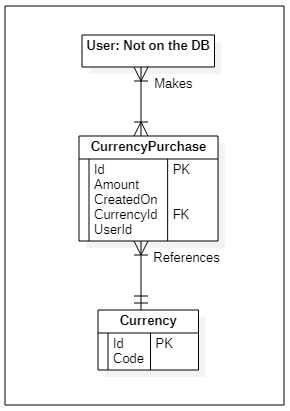 User: Not on the DB
Makes
CurrencyPurchase
Id PK
Amount
CreatedOn
CurrencyId FK
UserId
References
Currency
Id PK
Code